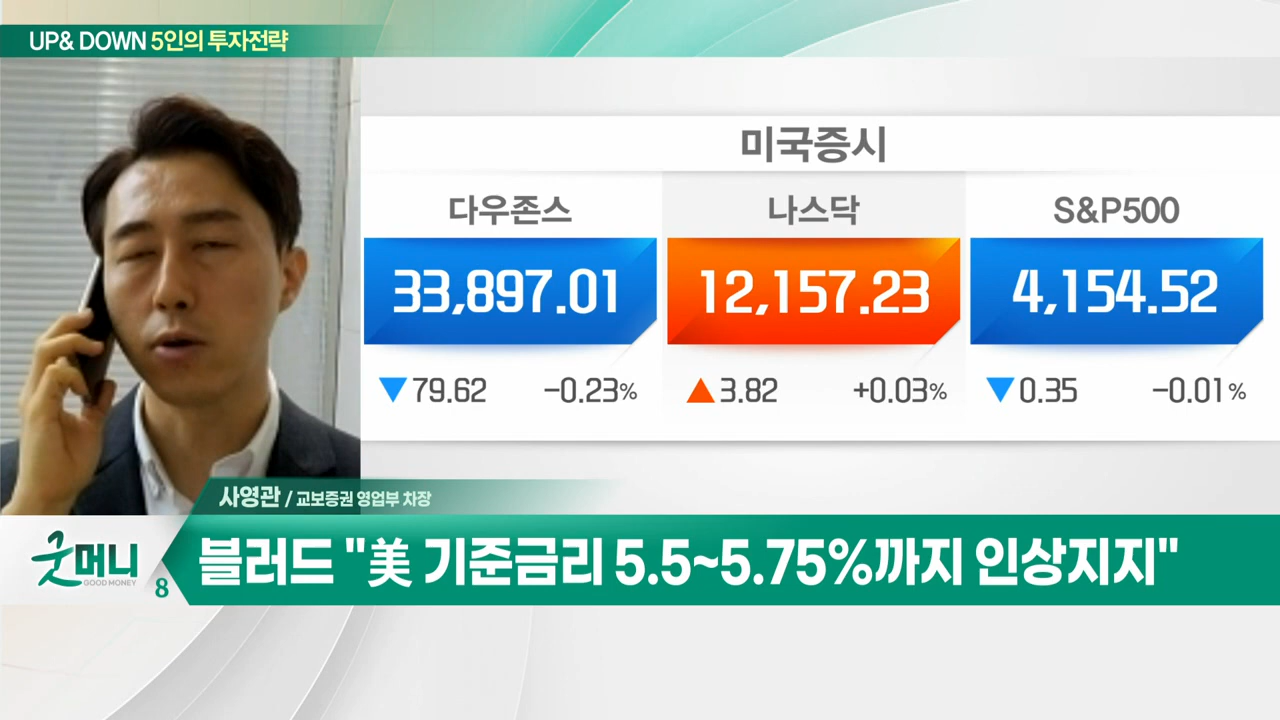 UP& DOWN 5인의 투자전략
미국증시
다우존스
33,897.01
▼79.62 -0.23%
나스닥
12,157.23
▲3.82 +0.03%
S&P500
4,154.52
▼0.35 -0.01%
사영관 / 교보증권 영업부 차장
굿머니
GOOD MONEY
8
블러드 "美 기준금리 5.5~5.75%까지 인상지지"